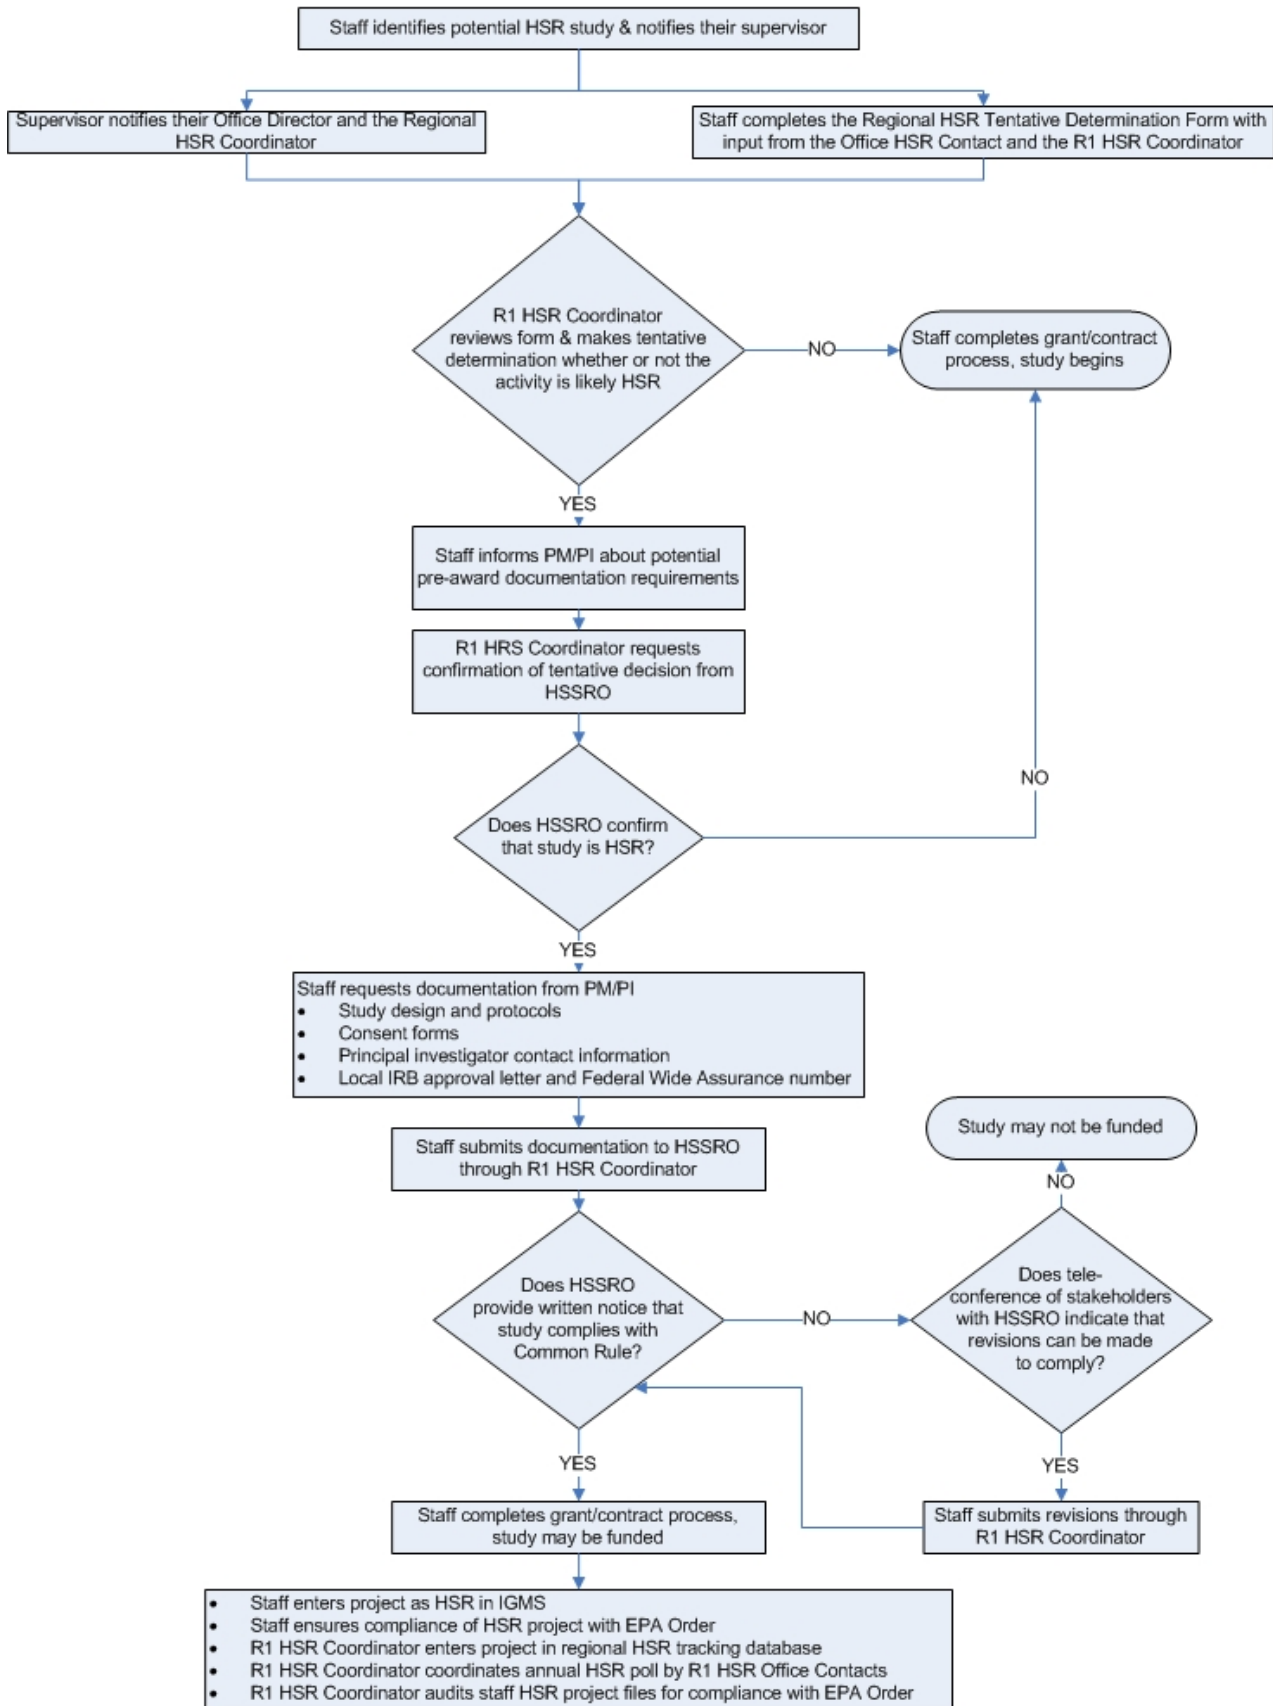 Staff identifies potential HSR study & notifies their supervisor
Supervisor notifies their Office Director and the Regional
HSR Coordinator
Staff completes the Regional HSR Tentative Determination Form with
input from the Office HSR Contact and the R1 HSR Coordinator
R1 HSR Coordinator
reviews form & makes tentative
determination whether or not the
activity is likely HSR
NO
Staff completes grant/contract
process, study begins
YES
Staff informs PM/PI about potential
pre-award documentation requirements
R1 HRS Coordinator requests
confirmation of tentative decision from
HSSRO
NO
Does HSSRO confirm
that study is HSR?
YES
Staff requests documentation from PM/PI
• Study design and protocols
• Consent forms
• Principal investigator contact information
• Local IRB approval letter and Federal Wide Assurance number
Staff submits documentation to HSSRO
through R1 HSR Coordinator
Study may not be funded
NO
Does HSSRO
provide written notice that
study complies with
Common Rule?
NO
Does tele-
conference of stakeholders
with HSSRO indicate that
revisions can be made
to comply?
YES
YES
Staff completes grant/contract process,
study may be funded
Staff submits revisions through
R1 HSR Coordinator
• Staff enters project as HSR in IGMS
• Staff ensures compliance of HSR project with EPA Order
• R1 HSR Coordinator enters project in regional HSR tracking database
• R1 HSR Coordinator coordinates annual HSR poll by R1 HSR Office Contacts
• R1 HSR Coordinator audits staff HSR project files for compliance with EPA Order